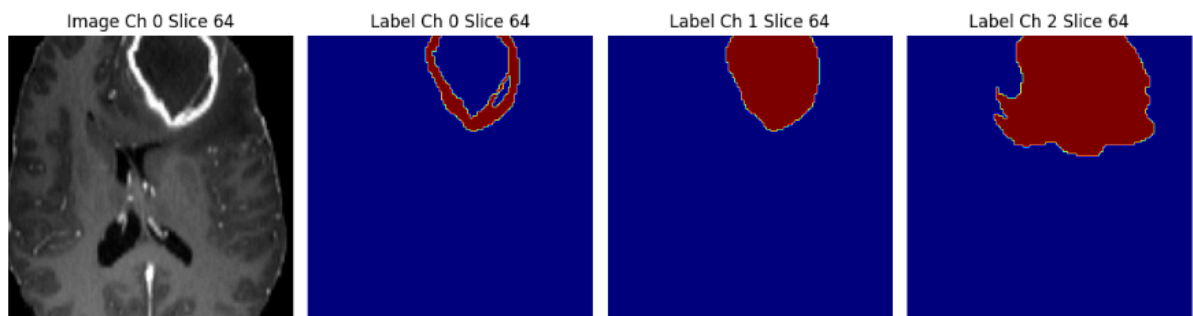 Image Ch 0 Slice 64
Label Ch 0 Slice 64
Label Ch 1 Slice 64
Label Ch 2 Slice 64